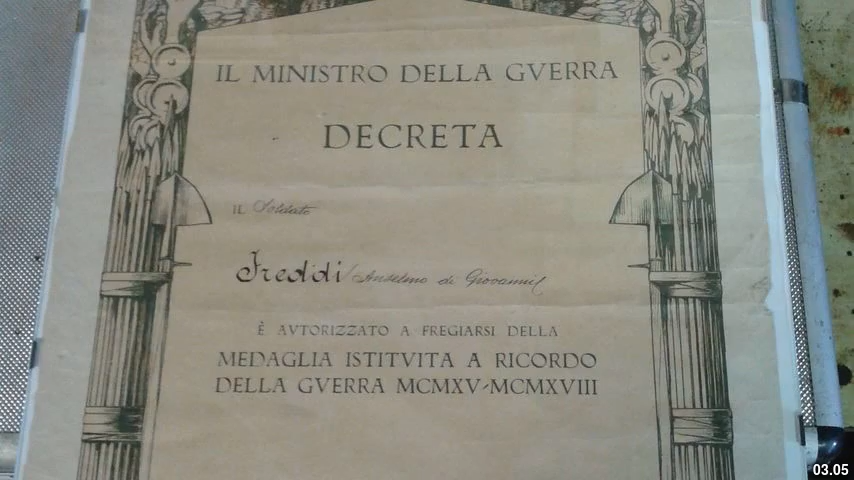 IL MINISTRO DELLA GVERRA
DECRETA
IL Soldato
Freddi Anselmo di Giovanni
È AVTORIZZATO A FREGIARSI DELLA
MEDAGLIA ISTITVITA A RICORDO
DELLA GVERRA MCMXV-MCMXVIII
03.05